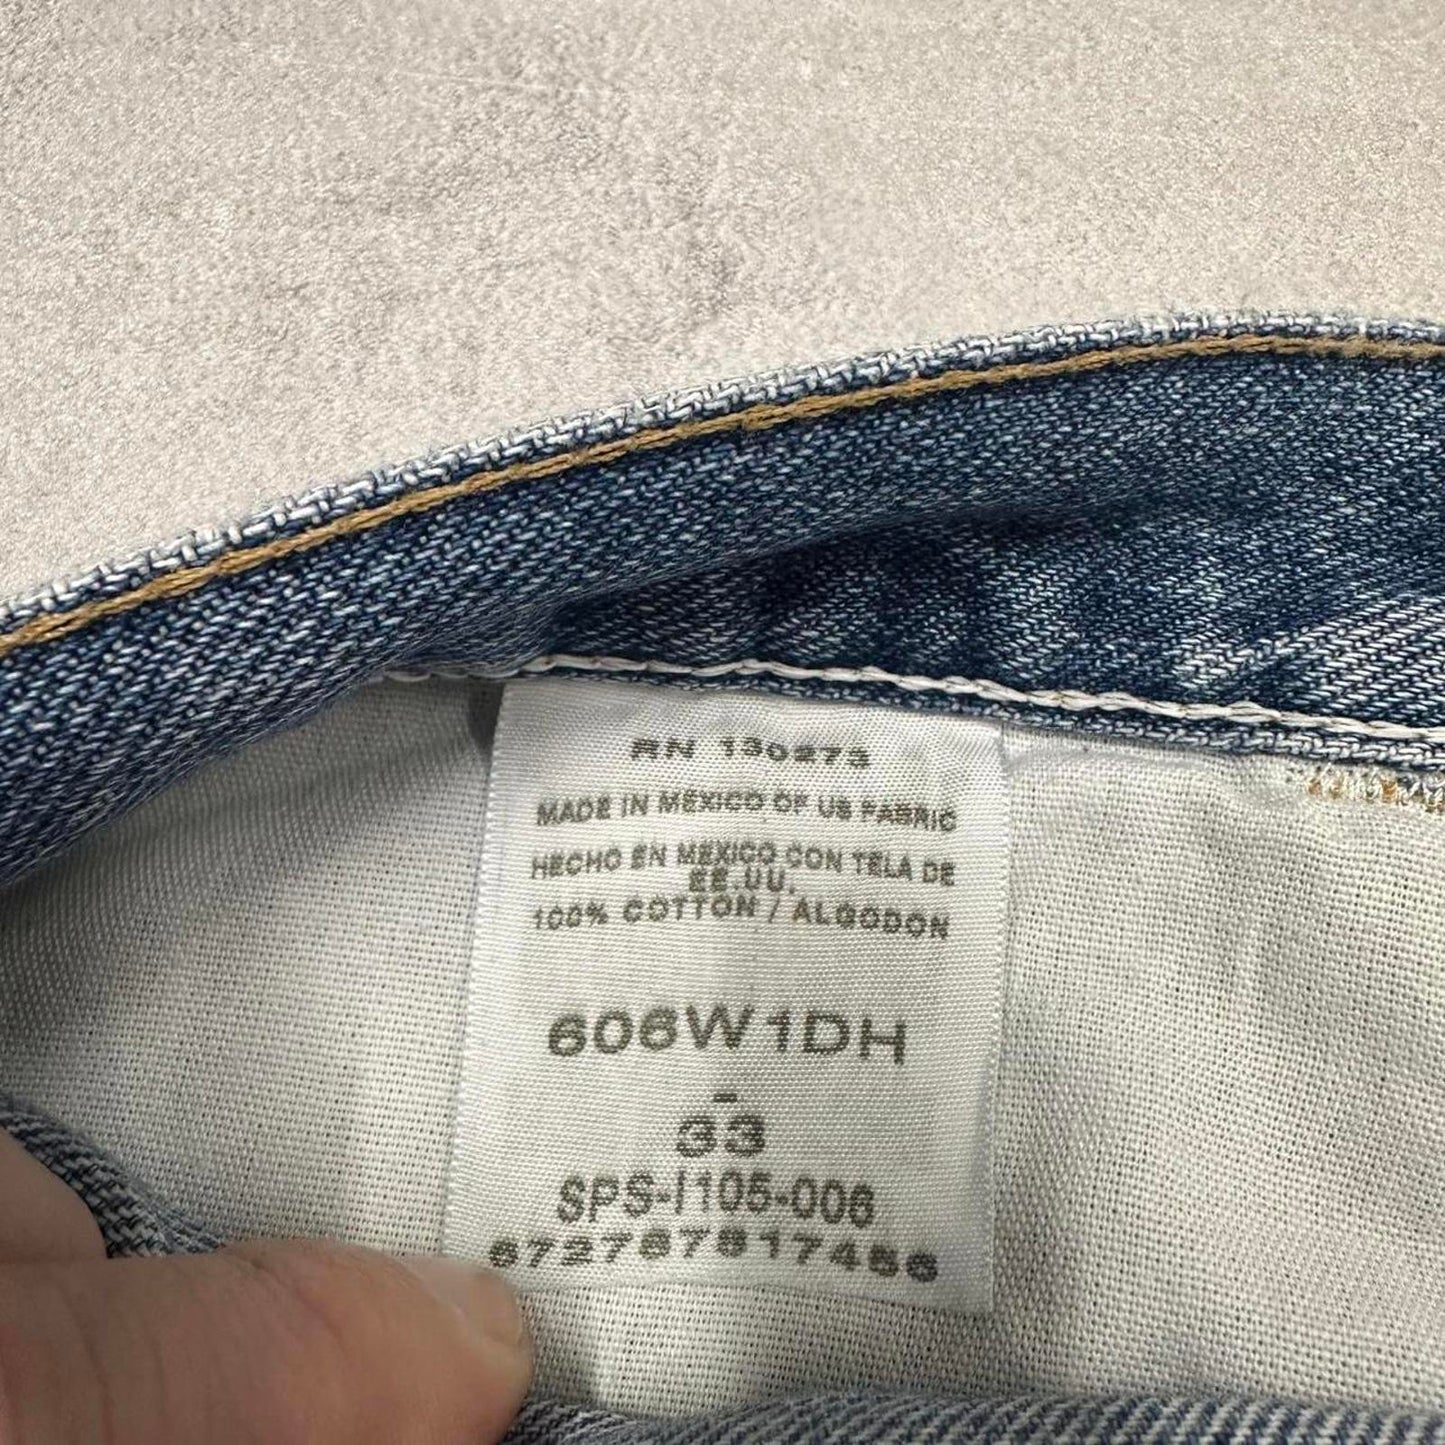 RN 130273
MADE IN MEXICO OF US FABRIC
HECHO EN MEXICO CON TELA DE
EE.UU.
100% COTTON / ALGODON
606W1DH
-
33
SPS-I105-006
672787817456